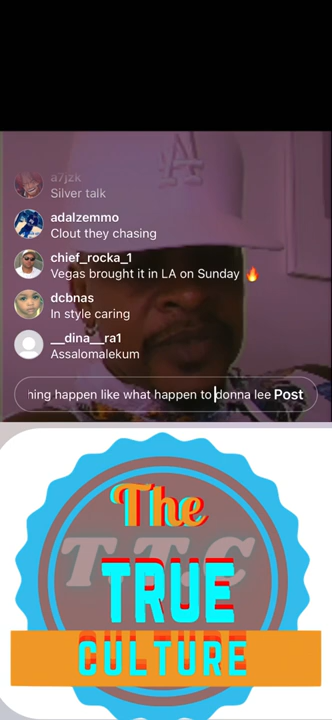 LA
a7jzk
Silver talk
adalzemmo
Clout they chasing
chief_rocka_1
Vegas brought it in LA on Sunday 🔥
dcbnas
In style caring
__dina__ra1
Assalomalekum
hing happen like what happen to donna lee Post
The
T.T.C
TRUE
CULTURE